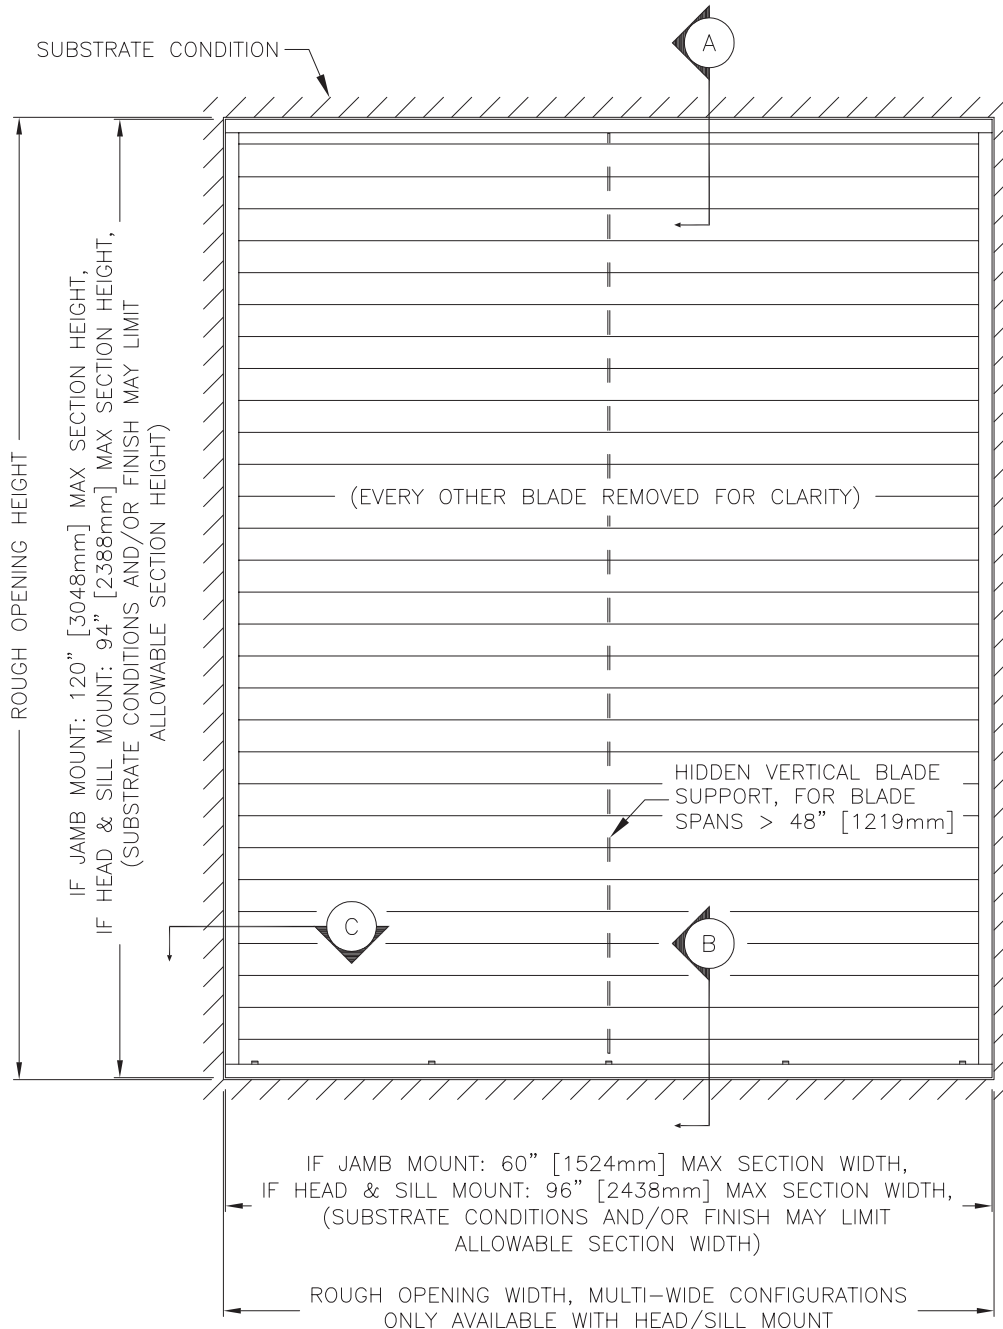 A
SUBSTRATE CONDITION
ROUGH OPENING HEIGHT
IF JAMB MOUNT: 120” [3048mm] MAX SECTION HEIGHT,
IF HEAD & SILL MOUNT: 94” [2388mm] MAX SECTION HEIGHT,
(SUBSTRATE CONDITIONS AND/OR FINISH MAY LIMIT
ALLOWABLE SECTION HEIGHT)
(EVERY OTHER BLADE REMOVED FOR CLARITY)
HIDDEN VERTICAL BLADE
SUPPORT, FOR BLADE
SPANS > 48” [1219mm]
C
B
IF JAMB MOUNT: 60” [1524mm] MAX SECTION WIDTH,
IF HEAD & SILL MOUNT: 96” [2438mm] MAX SECTION WIDTH,
(SUBSTRATE CONDITIONS AND/OR FINISH MAY LIMIT
ALLOWABLE SECTION WIDTH)
ROUGH OPENING WIDTH, MULTI-WIDE CONFIGURATIONS
ONLY AVAILABLE WITH HEAD/SILL MOUNT